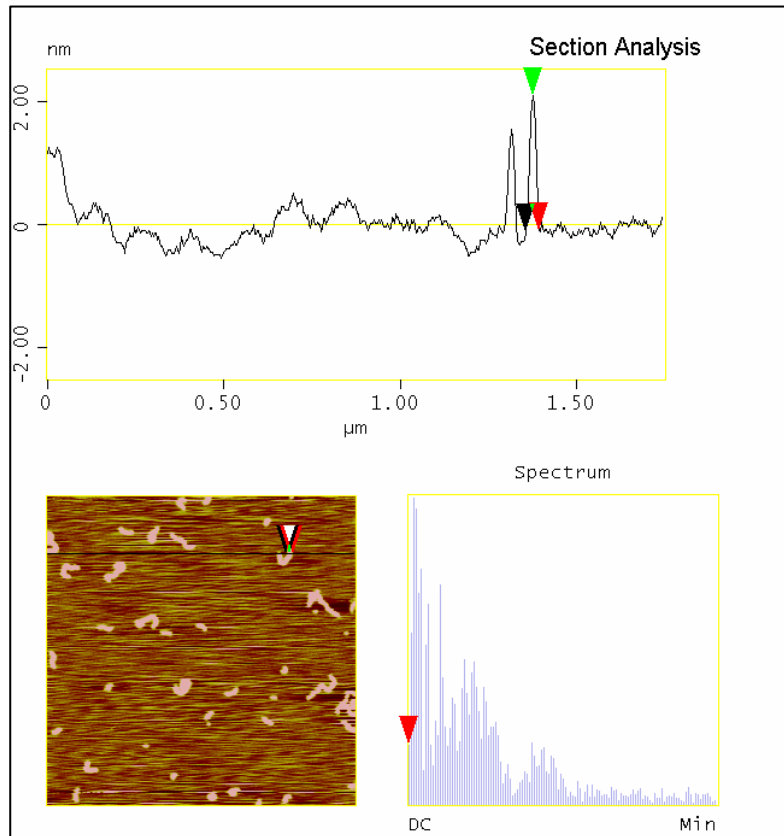 nm
Section Analysis
2.00
0
-2.00
0 0.50 1.00 1.50
µm
Spectrum
DC Min